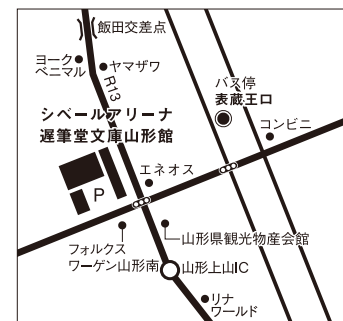 飯田交差点
ヨーク
ベニマル
ヤマザワ
R13
シベールアリーナ
遅筆堂文庫山形館
バス停
表蔵王口
コンビニ
エネオス
P
フォルクス
ワーゲン山形南
山形県観光物産会館
山形上山IC
リナ
ワールド